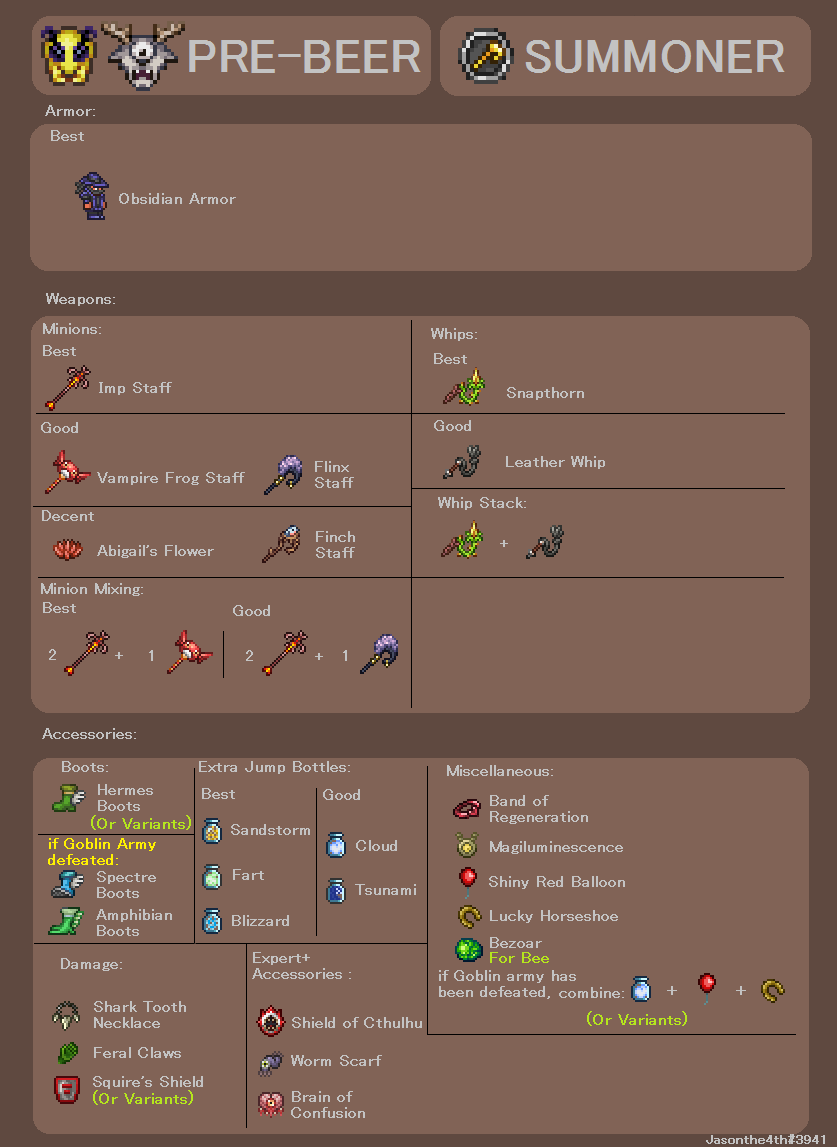 PRE-BEER
SUMMONER
Armor:
Best
Obsidian Armor
Weapons:
Minions:
Best
Imp Staff
Good
Vampire Frog Staff
Flinx
Staff
Decent
Abigail's Flower
Finch
Staff
Minion Mixing:
Best
Good
2 + 1
2 + 1
Whips:
Best
Snapthorn
Good
Leather Whip
Whip Stack:
+
Accessories:
Boots:
Hermes
Boots
(Or Variants)
if Goblin Army
defeated:
Spectre
Boots
Amphibian
Boots
Extra Jump Bottles:
Best
Sandstorm
Fart
Blizzard
Good
Cloud
Tsunami
Miscellaneous:
Band of
Regeneration
Magiluminescence
Shiny Red Balloon
Lucky Horseshoe
Bezoar
For Bee
if Goblin army has
been defeated, combine: + +
(Or Variants)
Damage:
Shark Tooth
Necklace
Feral Claws
Squire's Shield
(Or Variants)
Expert+
Accessories :
Shield of Cthulhu
Worm Scarf
Brain of
Confusion
Jasonthe4th#3941